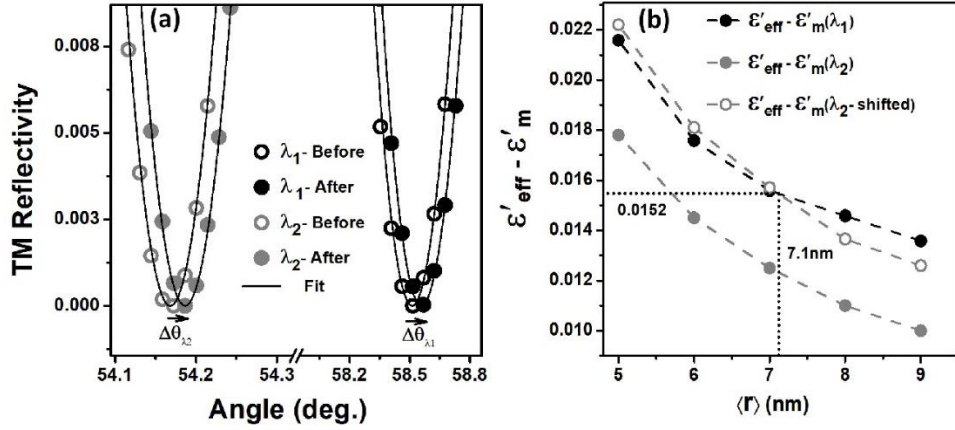 (a)
0.008
0.005
0.003
0.000
TM Reflectivity
λ₁- Before
λ₁- After
λ₂- Before
λ₂- After
Fit
Δθλ2
Δθλ1
54.1 54.2 54.3 58.2 58.5 58.8
Angle (deg.)
(b)
0.022
0.020
0.018
0.016
0.014
0.012
0.010
ε'eff - ε'm
ε'eff - ε'm(λ₁)
ε'eff - ε'm(λ₂)
ε'eff - ε'm(λ₂- shifted)
0.0152
7.1nm
5 6 7 8 9
⟨r⟩ (nm)